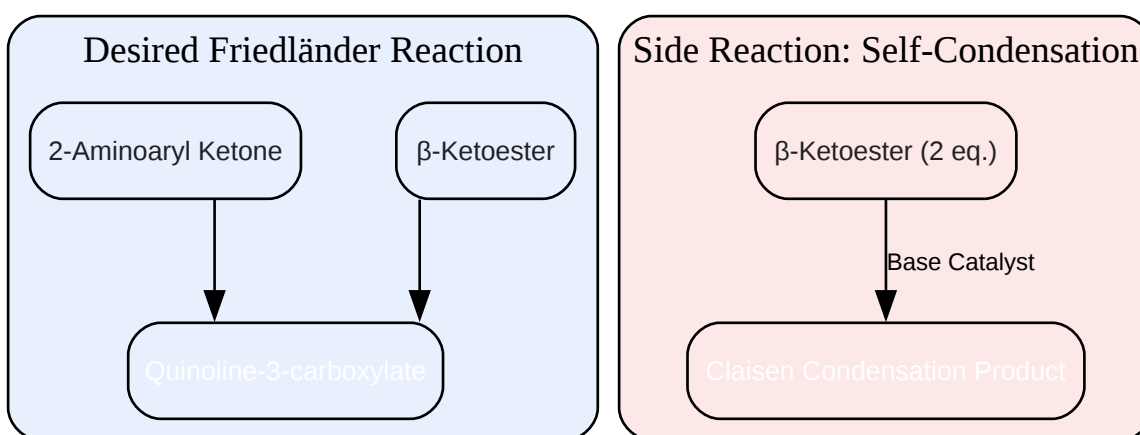 Desired Friedländer Reaction
2-Aminoaryl Ketone
β-Ketoester
Quinoline-3-carboxylate
Side Reaction: Self-Condensation
β-Ketoester (2 eq.)
Base Catalyst
Claisen Condensation Product